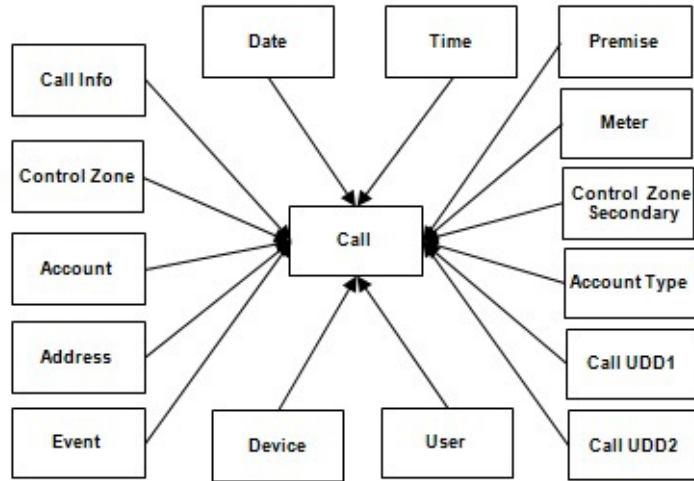 Date
Time
Premise
Call Info
Meter
Control Zone
Control Zone
Secondary
Call
Account
Account Type
Address
Call UDD1
Event
Device
User
Call UDD2